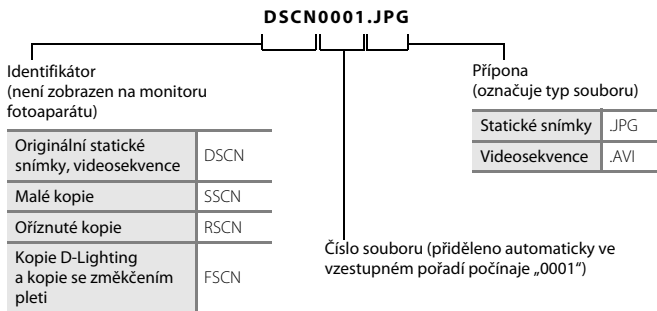 DSCN0001.JPG
Identifikátor
(není zobrazen na monitoru
fotoaparátu)
Originální statické
snímky, videosekvence DSCN
Malé kopie SSCN
Oříznuté kopie RSCN
Kopie D-Lighting
a kopie se změkčením
pleti FSCN
Přípona
(označuje typ souboru)
Statické snímky .JPG
Videosekvence .AVI
Číslo souboru (přiděleno automaticky ve
vzestupném pořadí počínaje „0001“)